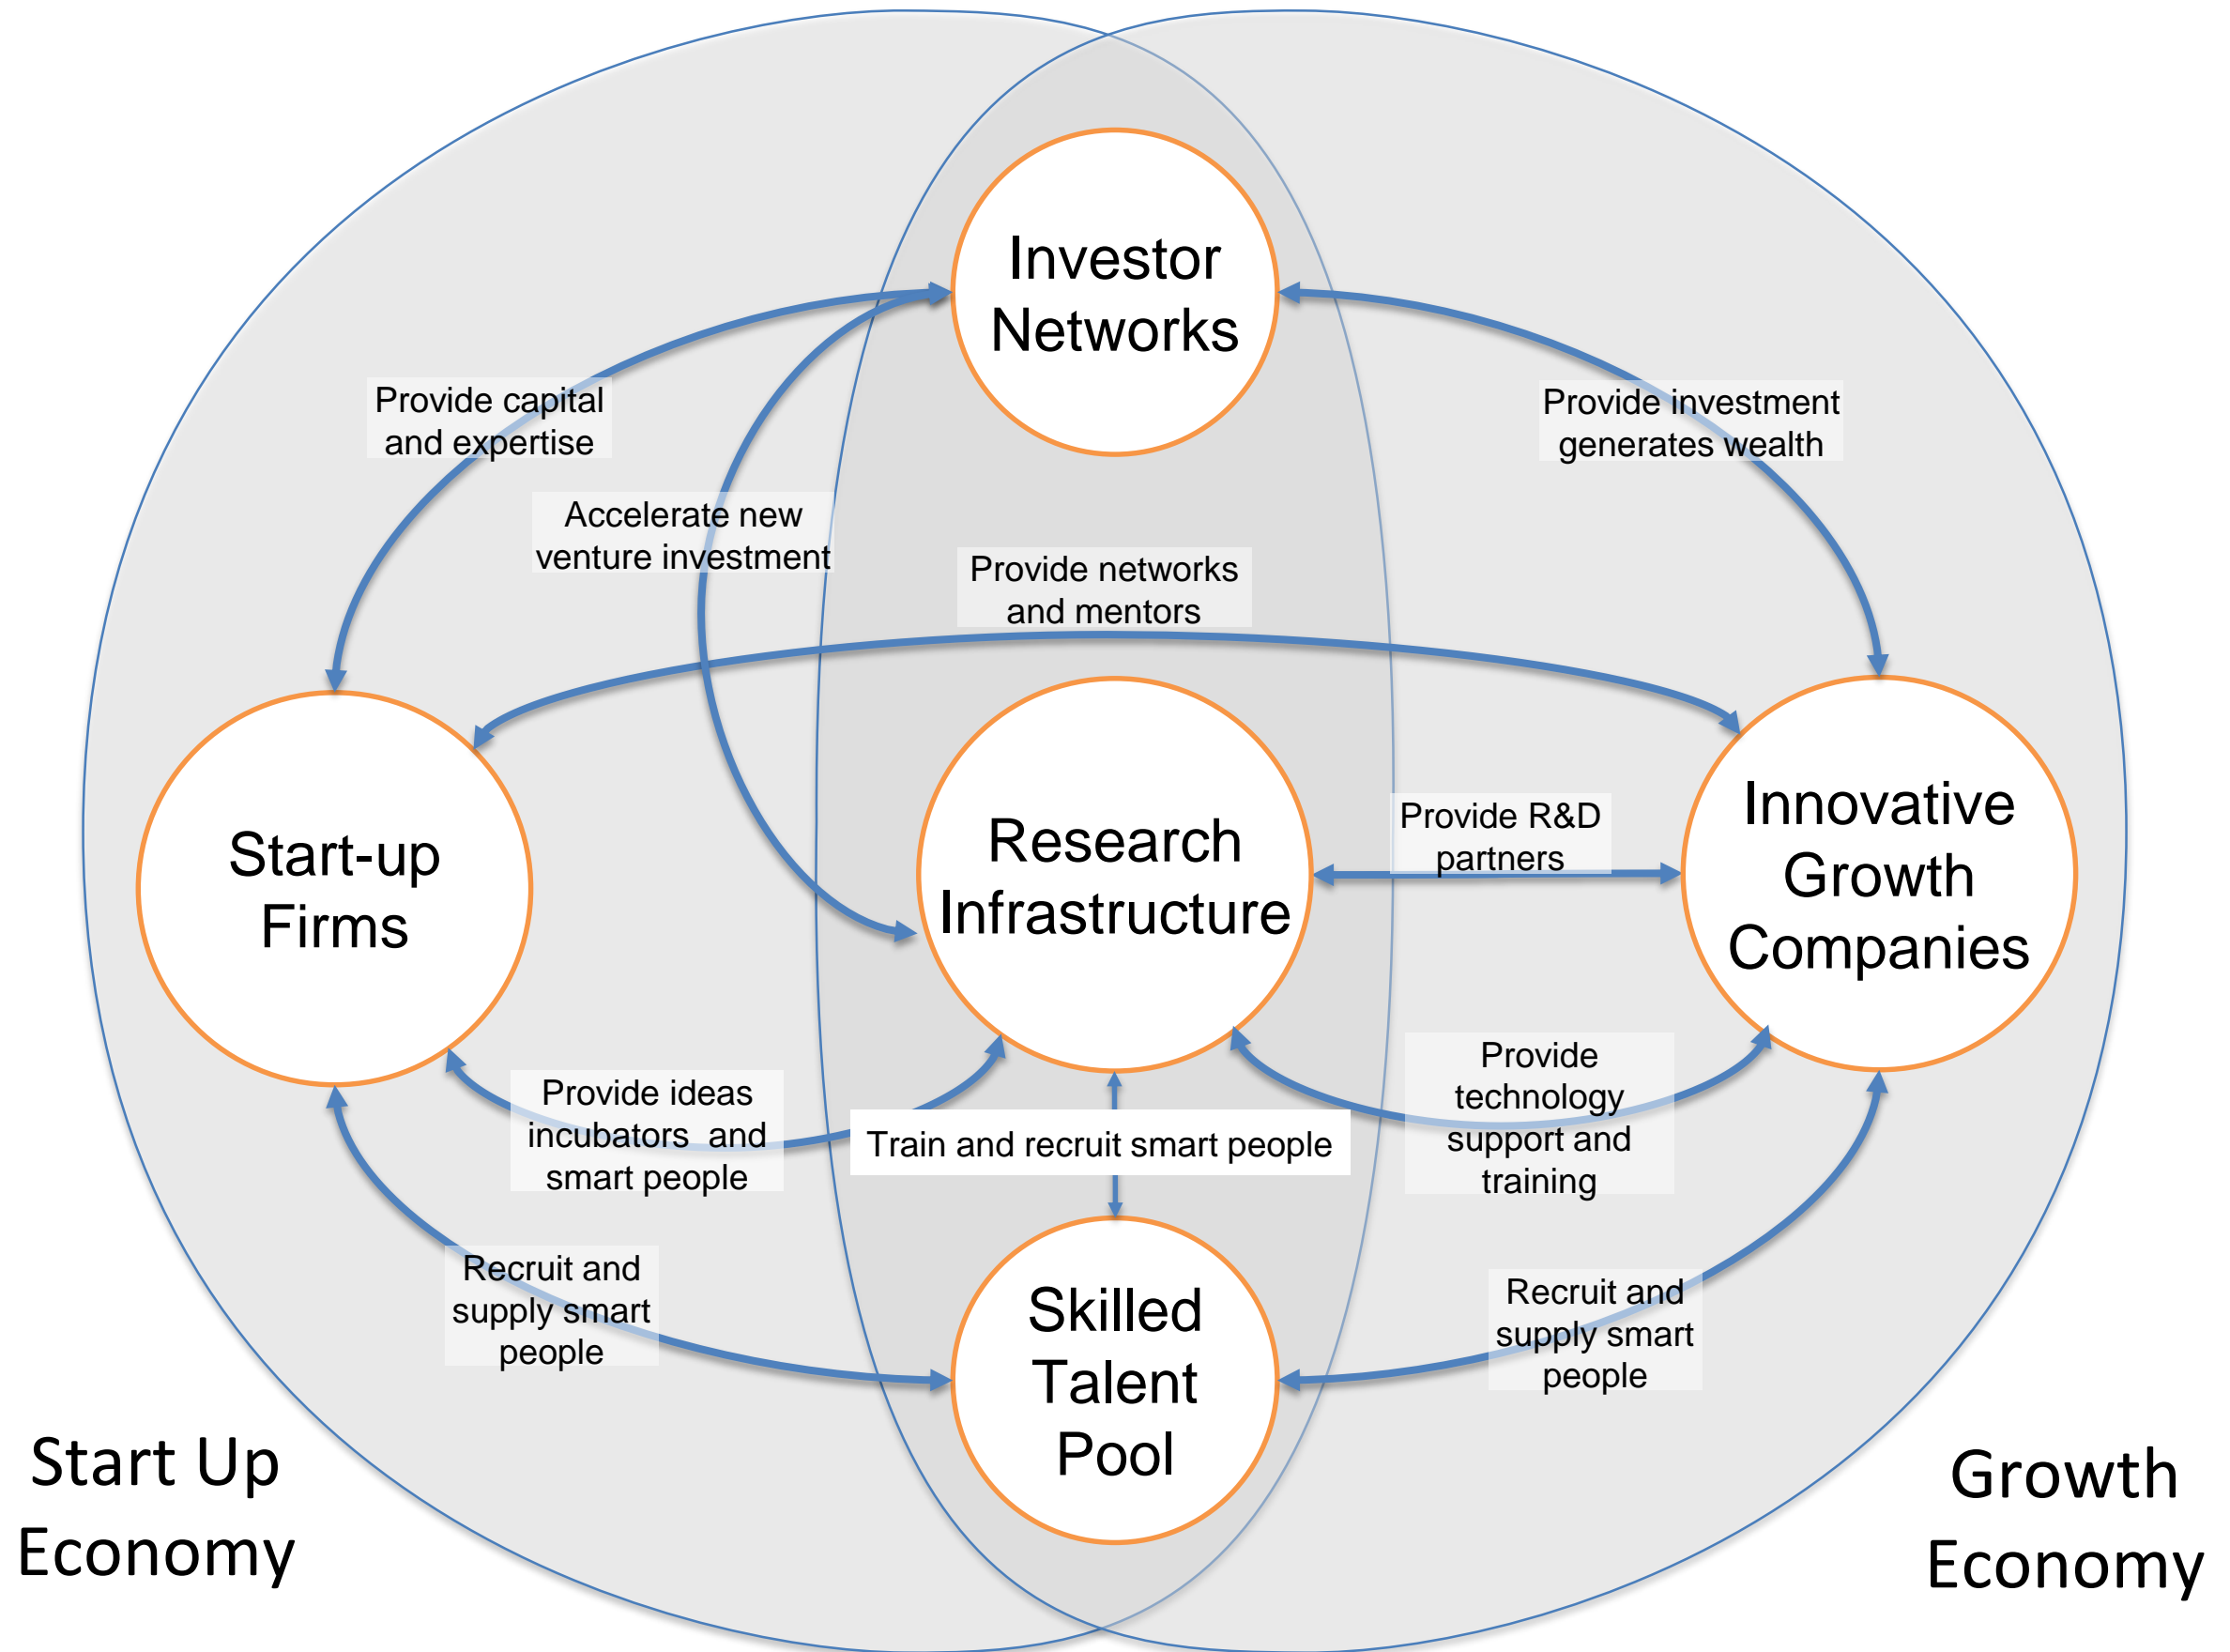 Investor
Networks
Provide capital
and expertise
Provide investment
generates wealth
Accelerate new
venture investment
Provide networks
and mentors
Start-up
Firms
Research
Infrastructure
Provide R&D
partners
Innovative
Growth
Companies
Provide ideas
incubators  and
smart people
Train and recruit smart people
Provide
technology
support and
training
Recruit and
supply smart
people
Skilled
Talent
Pool
Recruit and
supply smart
people
Start Up
Economy
Growth
Economy